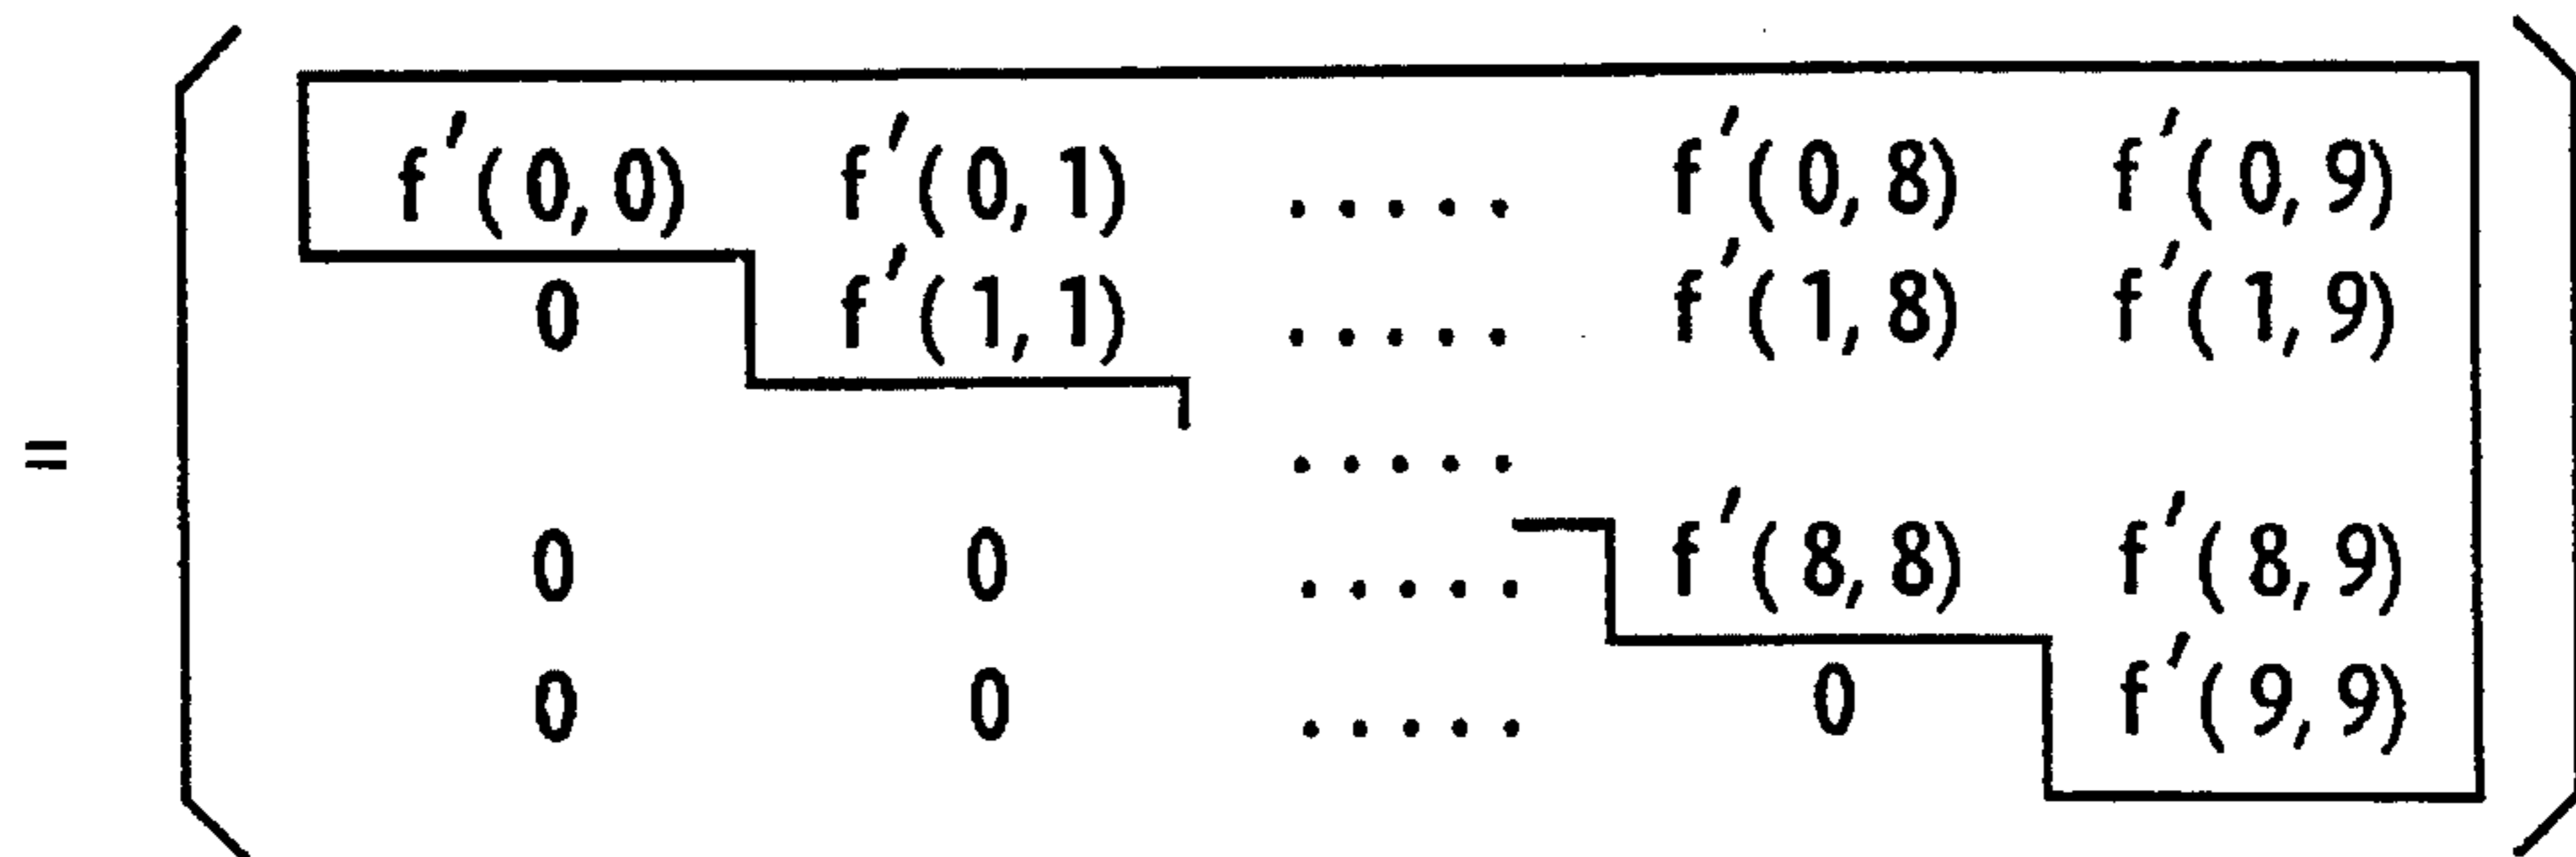 f′( 0, 0) f′( 0, 1) ..... f′( 0, 8) f′( 0, 9)
0 f′( 1, 1) ..... f′( 1, 8) f′( 1, 9)
= .....
0 0 ..... f′( 8, 8) f′( 8, 9)
0 0 ..... 0 f′( 9, 9)